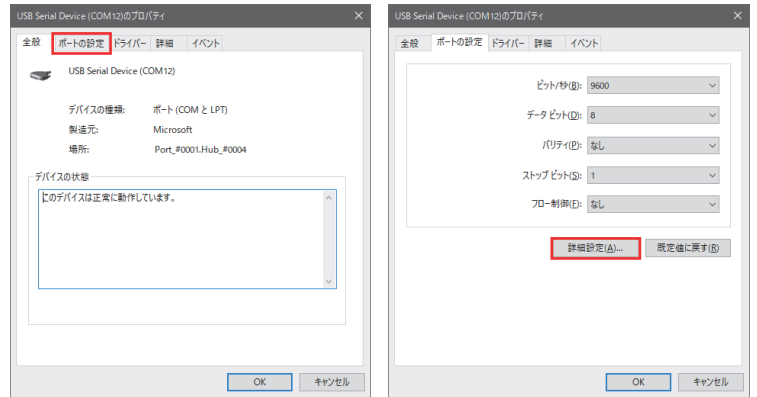 USB Serial Device (COM12)のプロパティ
全般 ポートの設定 ドライバー 詳細 イベント
USB Serial Device (COM12)
デバイスの種類: ポート (COM と LPT)
製造元: Microsoft
場所: Port_#0001.Hub_#0004
デバイスの状態
このデバイスは正常に動作しています。
OK キャンセル
USB Serial Device (COM12)のプロパティ
全般 ポートの設定 ドライバー 詳細 イベント
ビット/秒(B): 9600
データ ビット(D): 8
パリティ(P): なし
ストップ ビット(S): 1
フロー制御(F): なし
詳細設定(A)... 既定値に戻す(R)
OK キャンセル